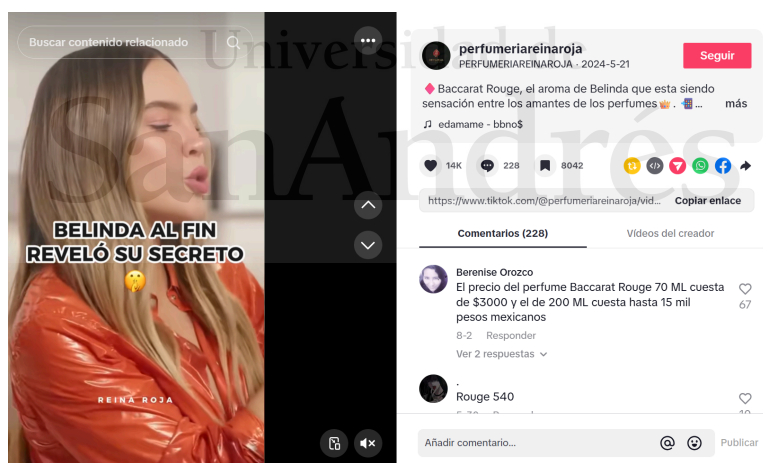 Buscar contenido relacionado
Universidad de
SanAndrés
BELINDA AL FIN
REVELÓ SU SECRETO
REINA ROJA
perfumeriareinaroja
PERFUMERIAREINAROJA · 2024-5-21
Seguir
Baccarat Rouge, el aroma de Belinda que esta siendo
sensación entre los amantes de los perfumes👑 . 📲 ... más
edamame - bbno$
14K 228 8042
https://www.tiktok.com/@perfumeriareinaroja/vid... Copiar enlace
Comentarios (228) Vídeos del creador
Berenise Orozco
El precio del perfume Baccarat Rouge 70 ML cuesta
de $3000 y el de 200 ML cuesta hasta 15 mil
pesos mexicanos
67
8-2 Responder
Ver 2 respuestas
.
Rouge 540
Añadir comentario...
Publicar